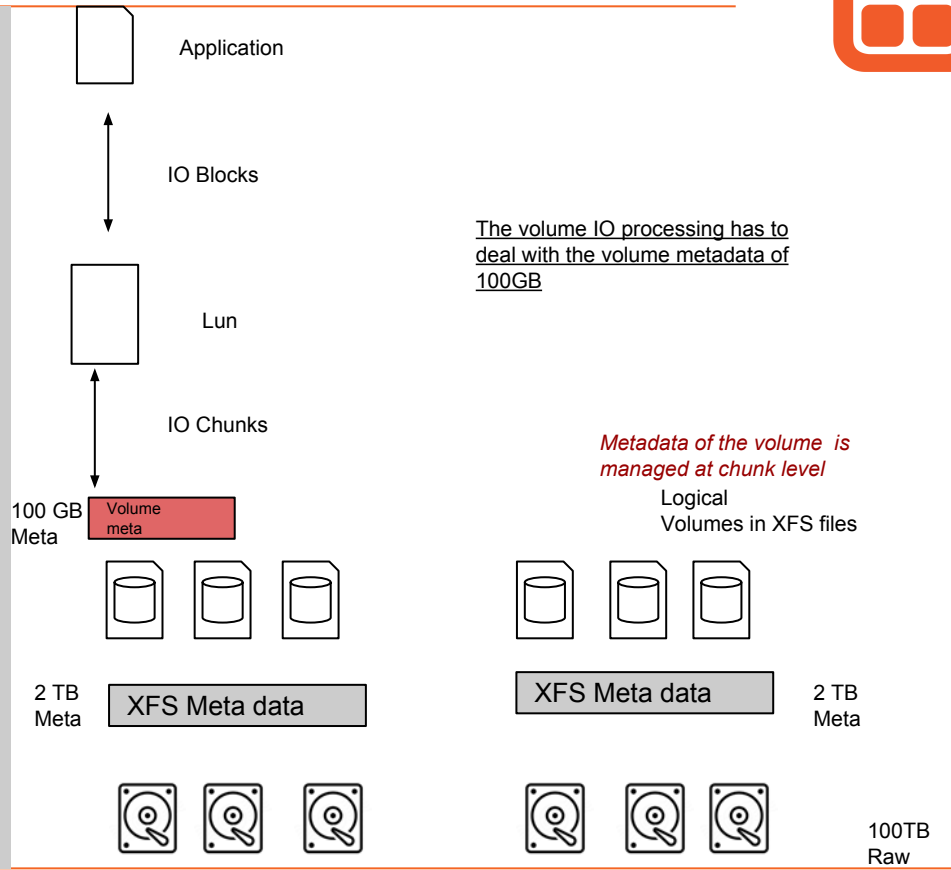 Application
IO Blocks
The volume IO processing has to
deal with the volume metadata of
100GB
Lun
IO Chunks
Metadata of the volume is
managed at chunk level
Logical
Volumes in XFS files
100 GB
Meta
Volume
meta
2 TB
Meta
XFS Meta data
XFS Meta data
2 TB
Meta
100TB
Raw